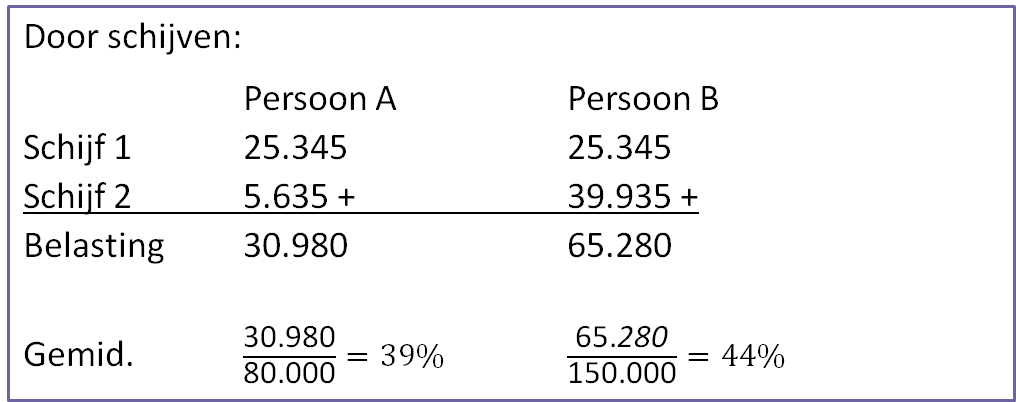 Door schijven:
Persoon A Persoon B
Schijf 1 25.345 25.345
Schijf 2 5.635 + 39.935 +
Belasting 30.980 65.280
Gemid. 30.980/80.000 = 39% 65.280/150.000 = 44%